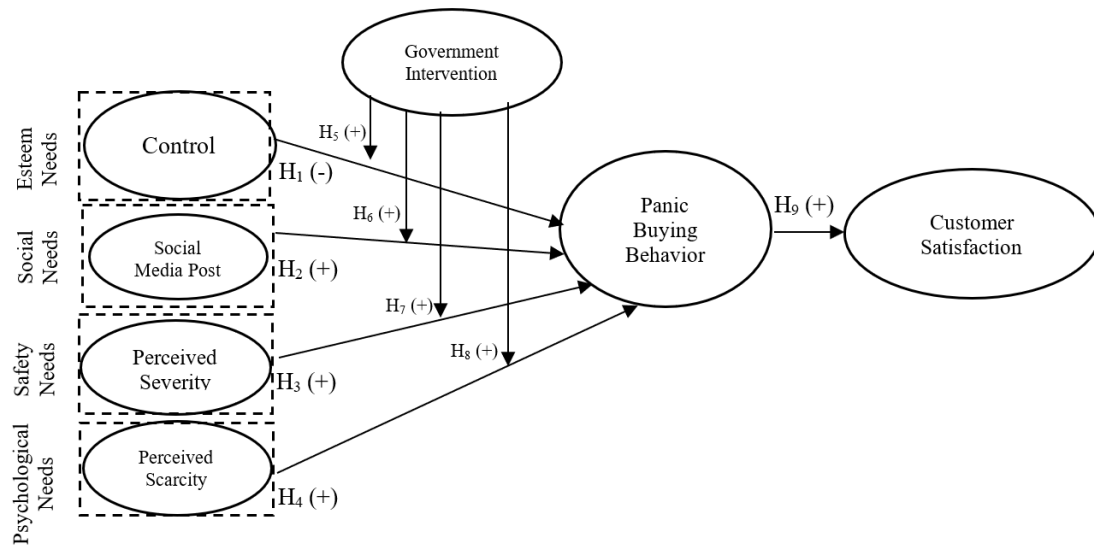 Government
Intervention
Esteem
Needs
Control
H5 (+)
H1 (-)
Social
Needs
Social
Media Post
H6 (+)
H2 (+)
Panic
Buying
Behavior
H9 (+)
Customer
Satisfaction
Safety
Needs
Perceived
Severity
H7 (+)
H3 (+)
H8 (+)
Psychological
Needs
Perceived
Scarcity
H4 (+)